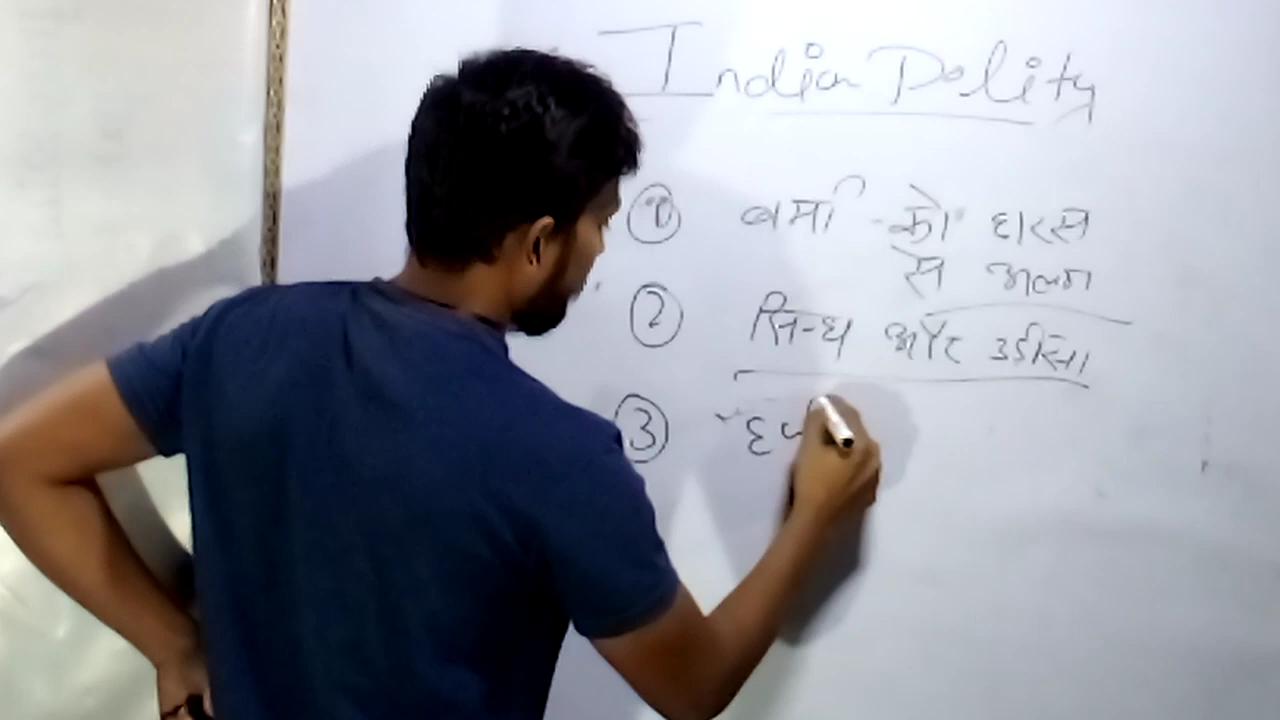 Indian Polity
① बर्मा को भारत
से अलग
② सिन्ध और उडीसा
③